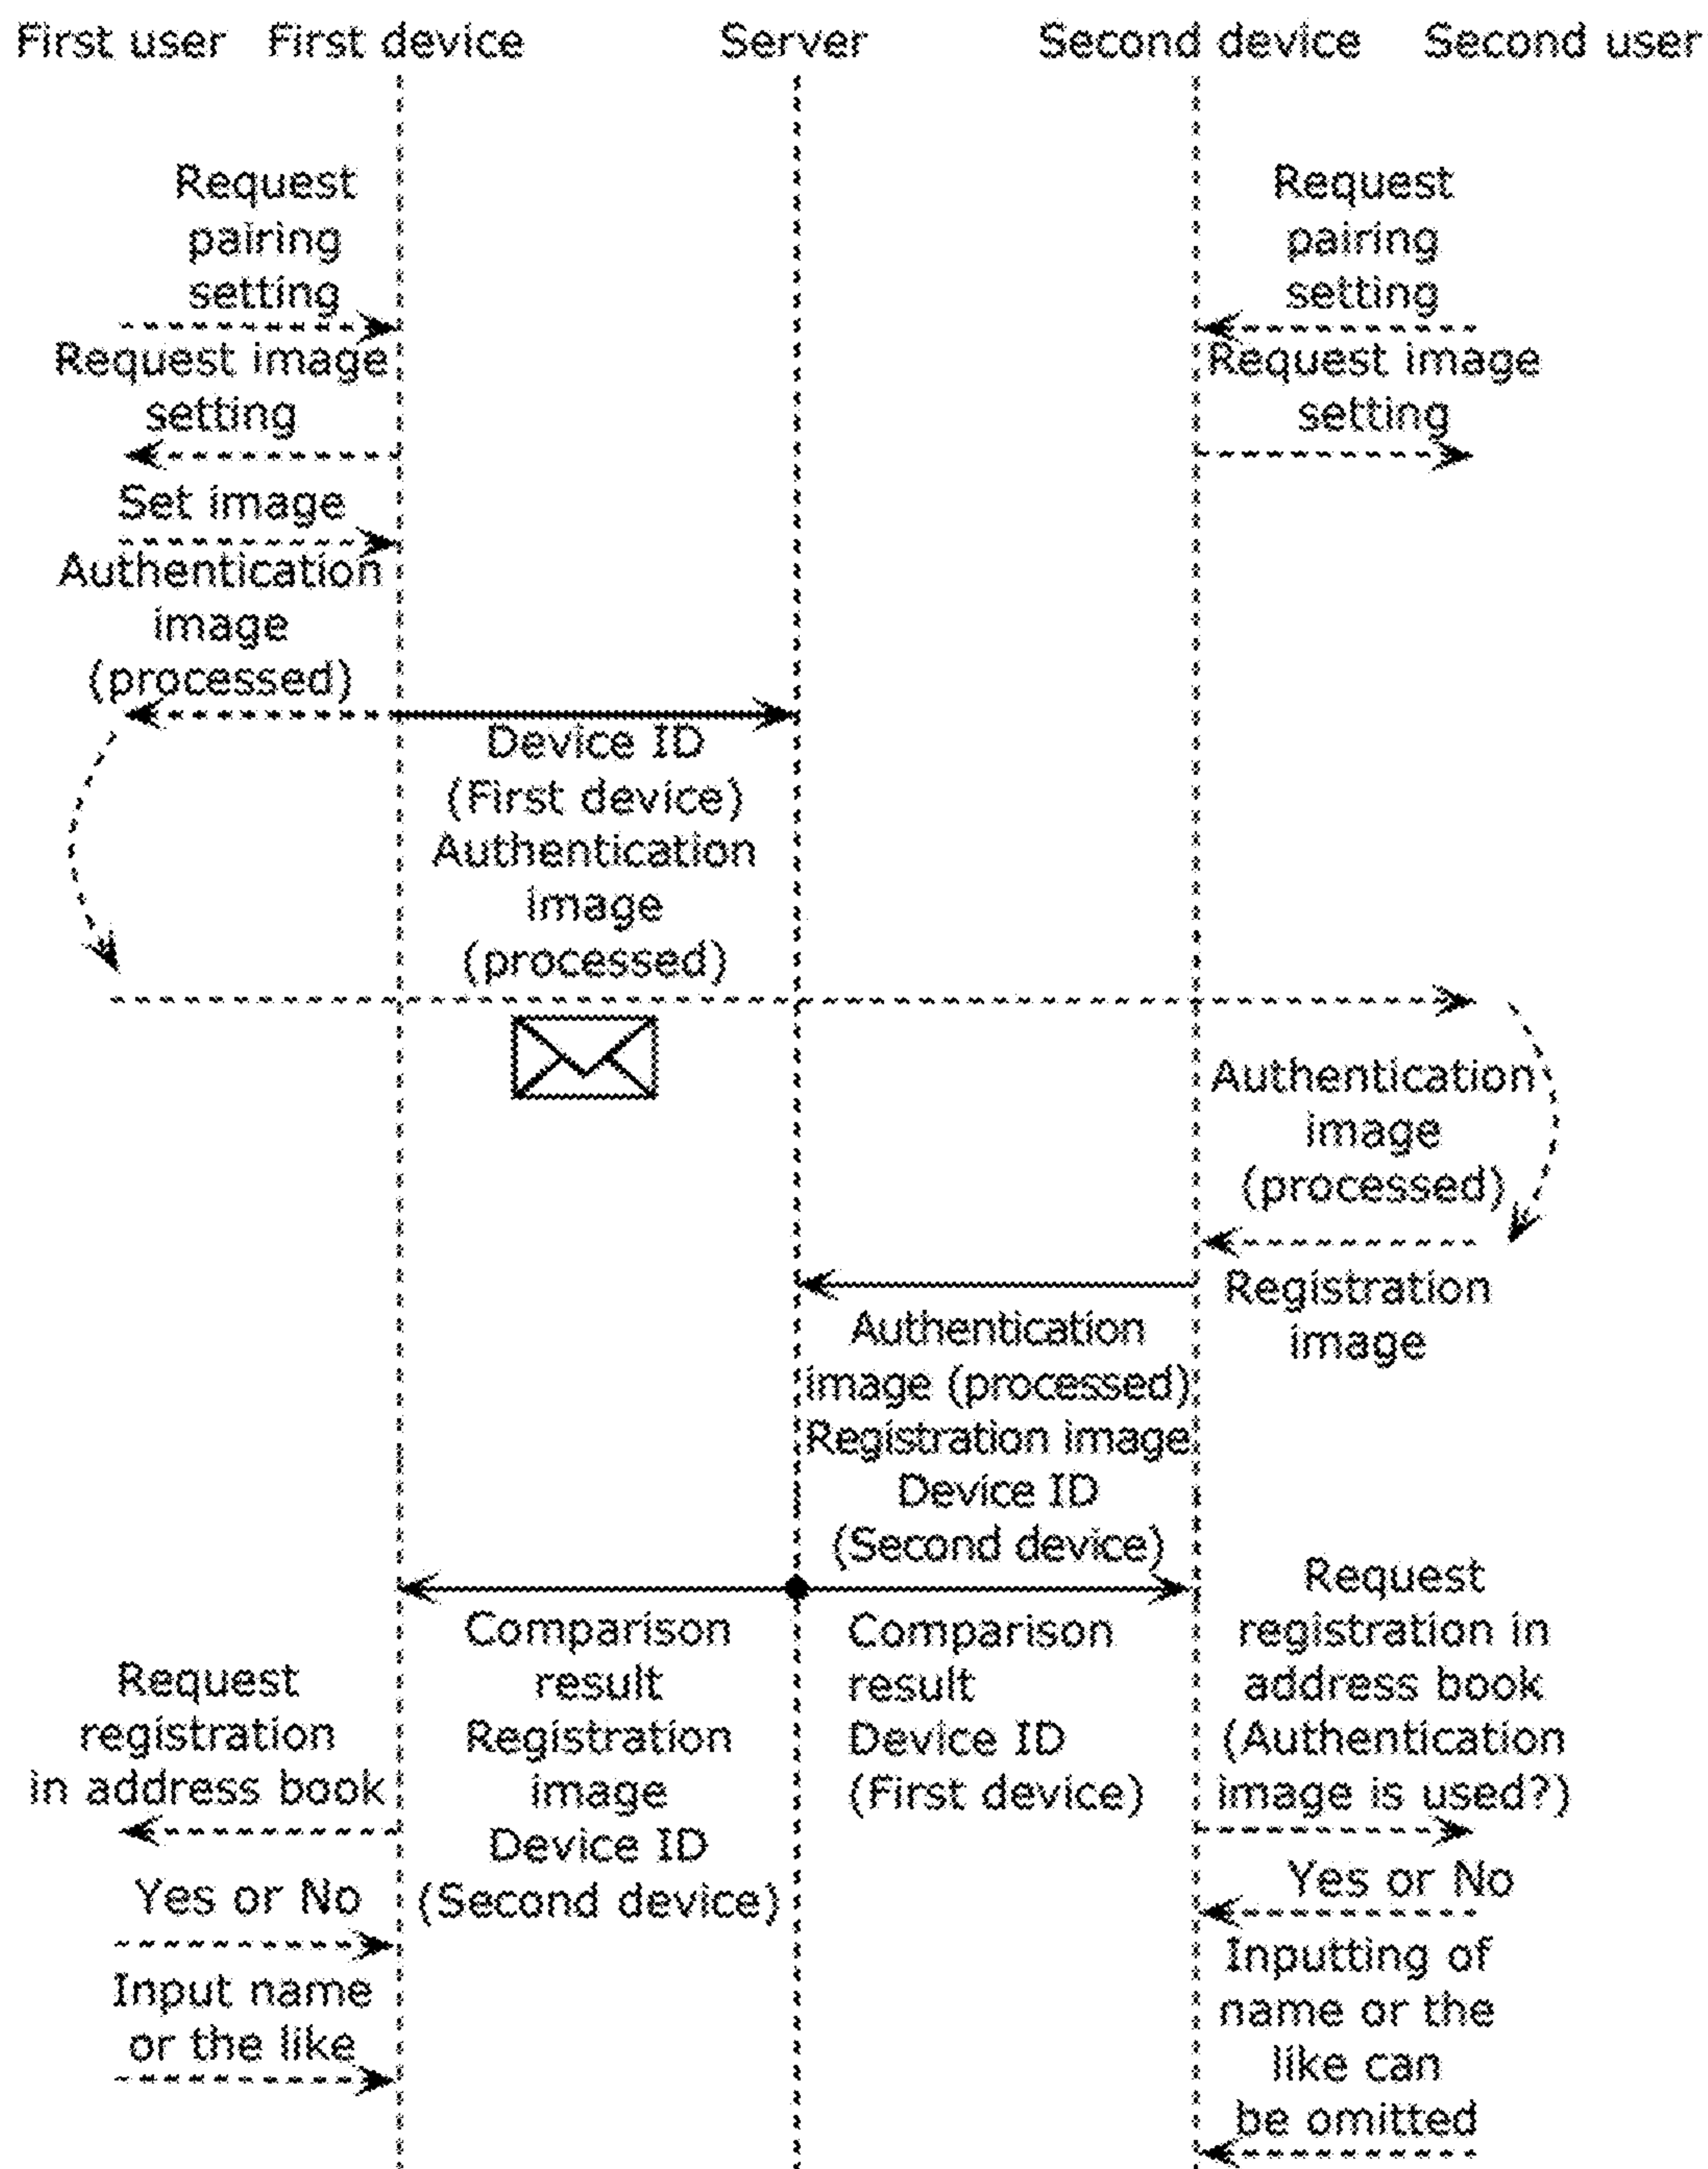 First user
First device
Server
Second device
Second user
Request
pairing
setting
Request
pairing
setting
Request image
setting
Request image
setting
Set image
Authentication
image
(processed)
Device ID
(First device)
Authentication
image
(processed)
Authentication
image
(processed)
Registration
image
Authentication
image (processed)
Registration image
Device ID
(Second device)
Comparison
result
Registration
image
Device ID
(Second device)
Comparison
result
Device ID
(First device)
Request
registration
in address book
Request
registration in
address book
(Authentication
image is used?)
Yes or No
Yes or No
Input name
or the like
Inputting of
name or the
like can
be omitted